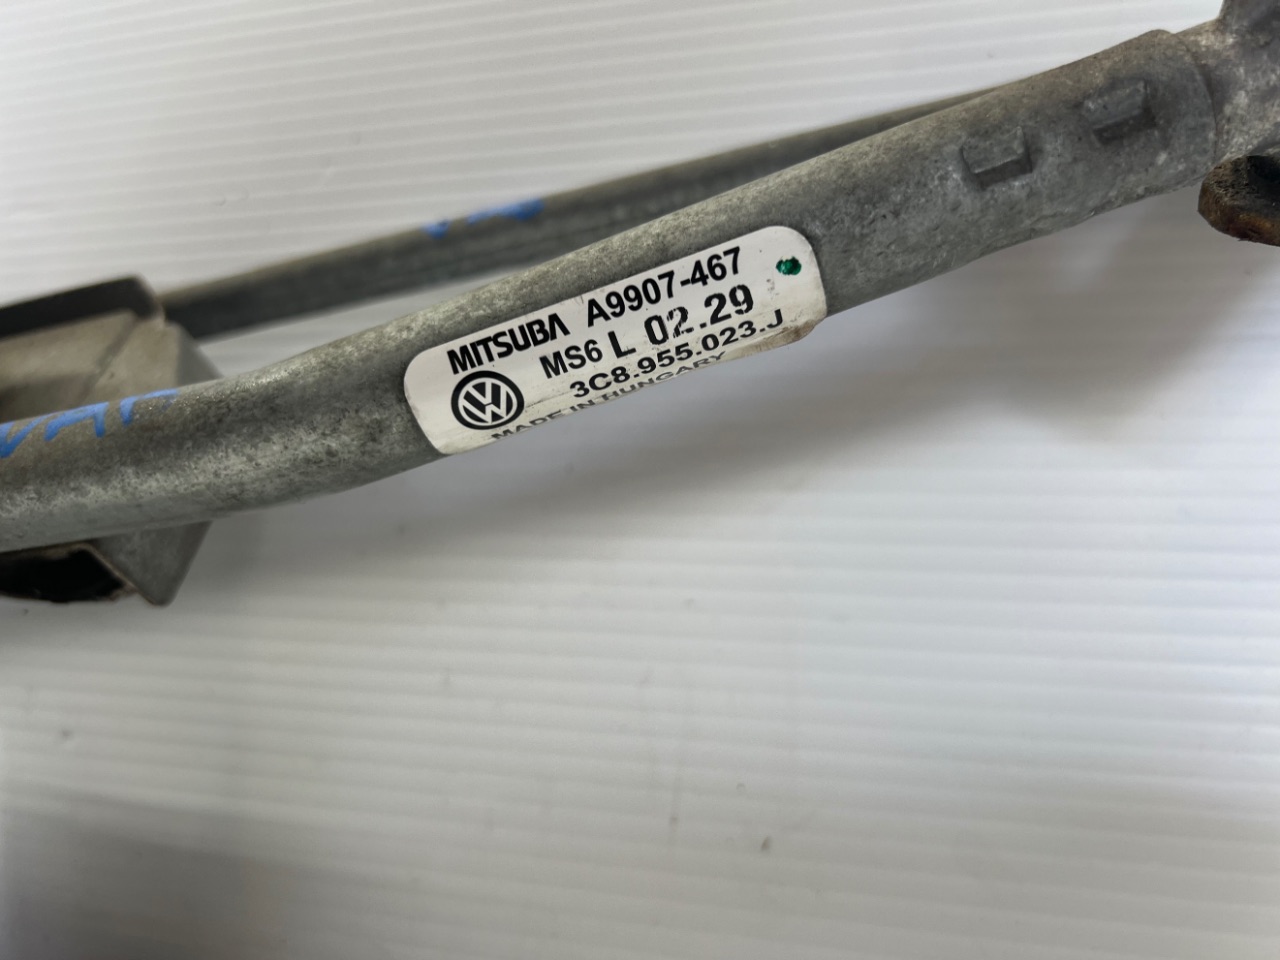 MITSUBA A9907-467
MS6 L 02.29
3C8.955.023.J
MADE IN HUNGARY